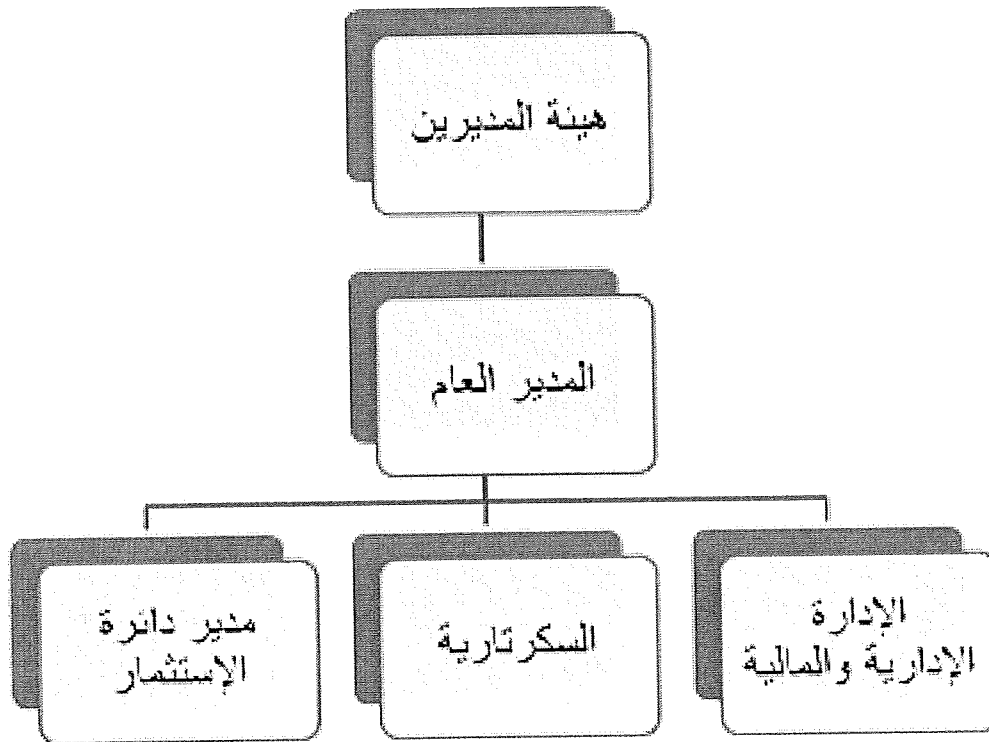 هيئة المديرين
المدير العام
الإدارة
الإدارية والمالية
السكرتارية
مدير دائرة
الإستثمار